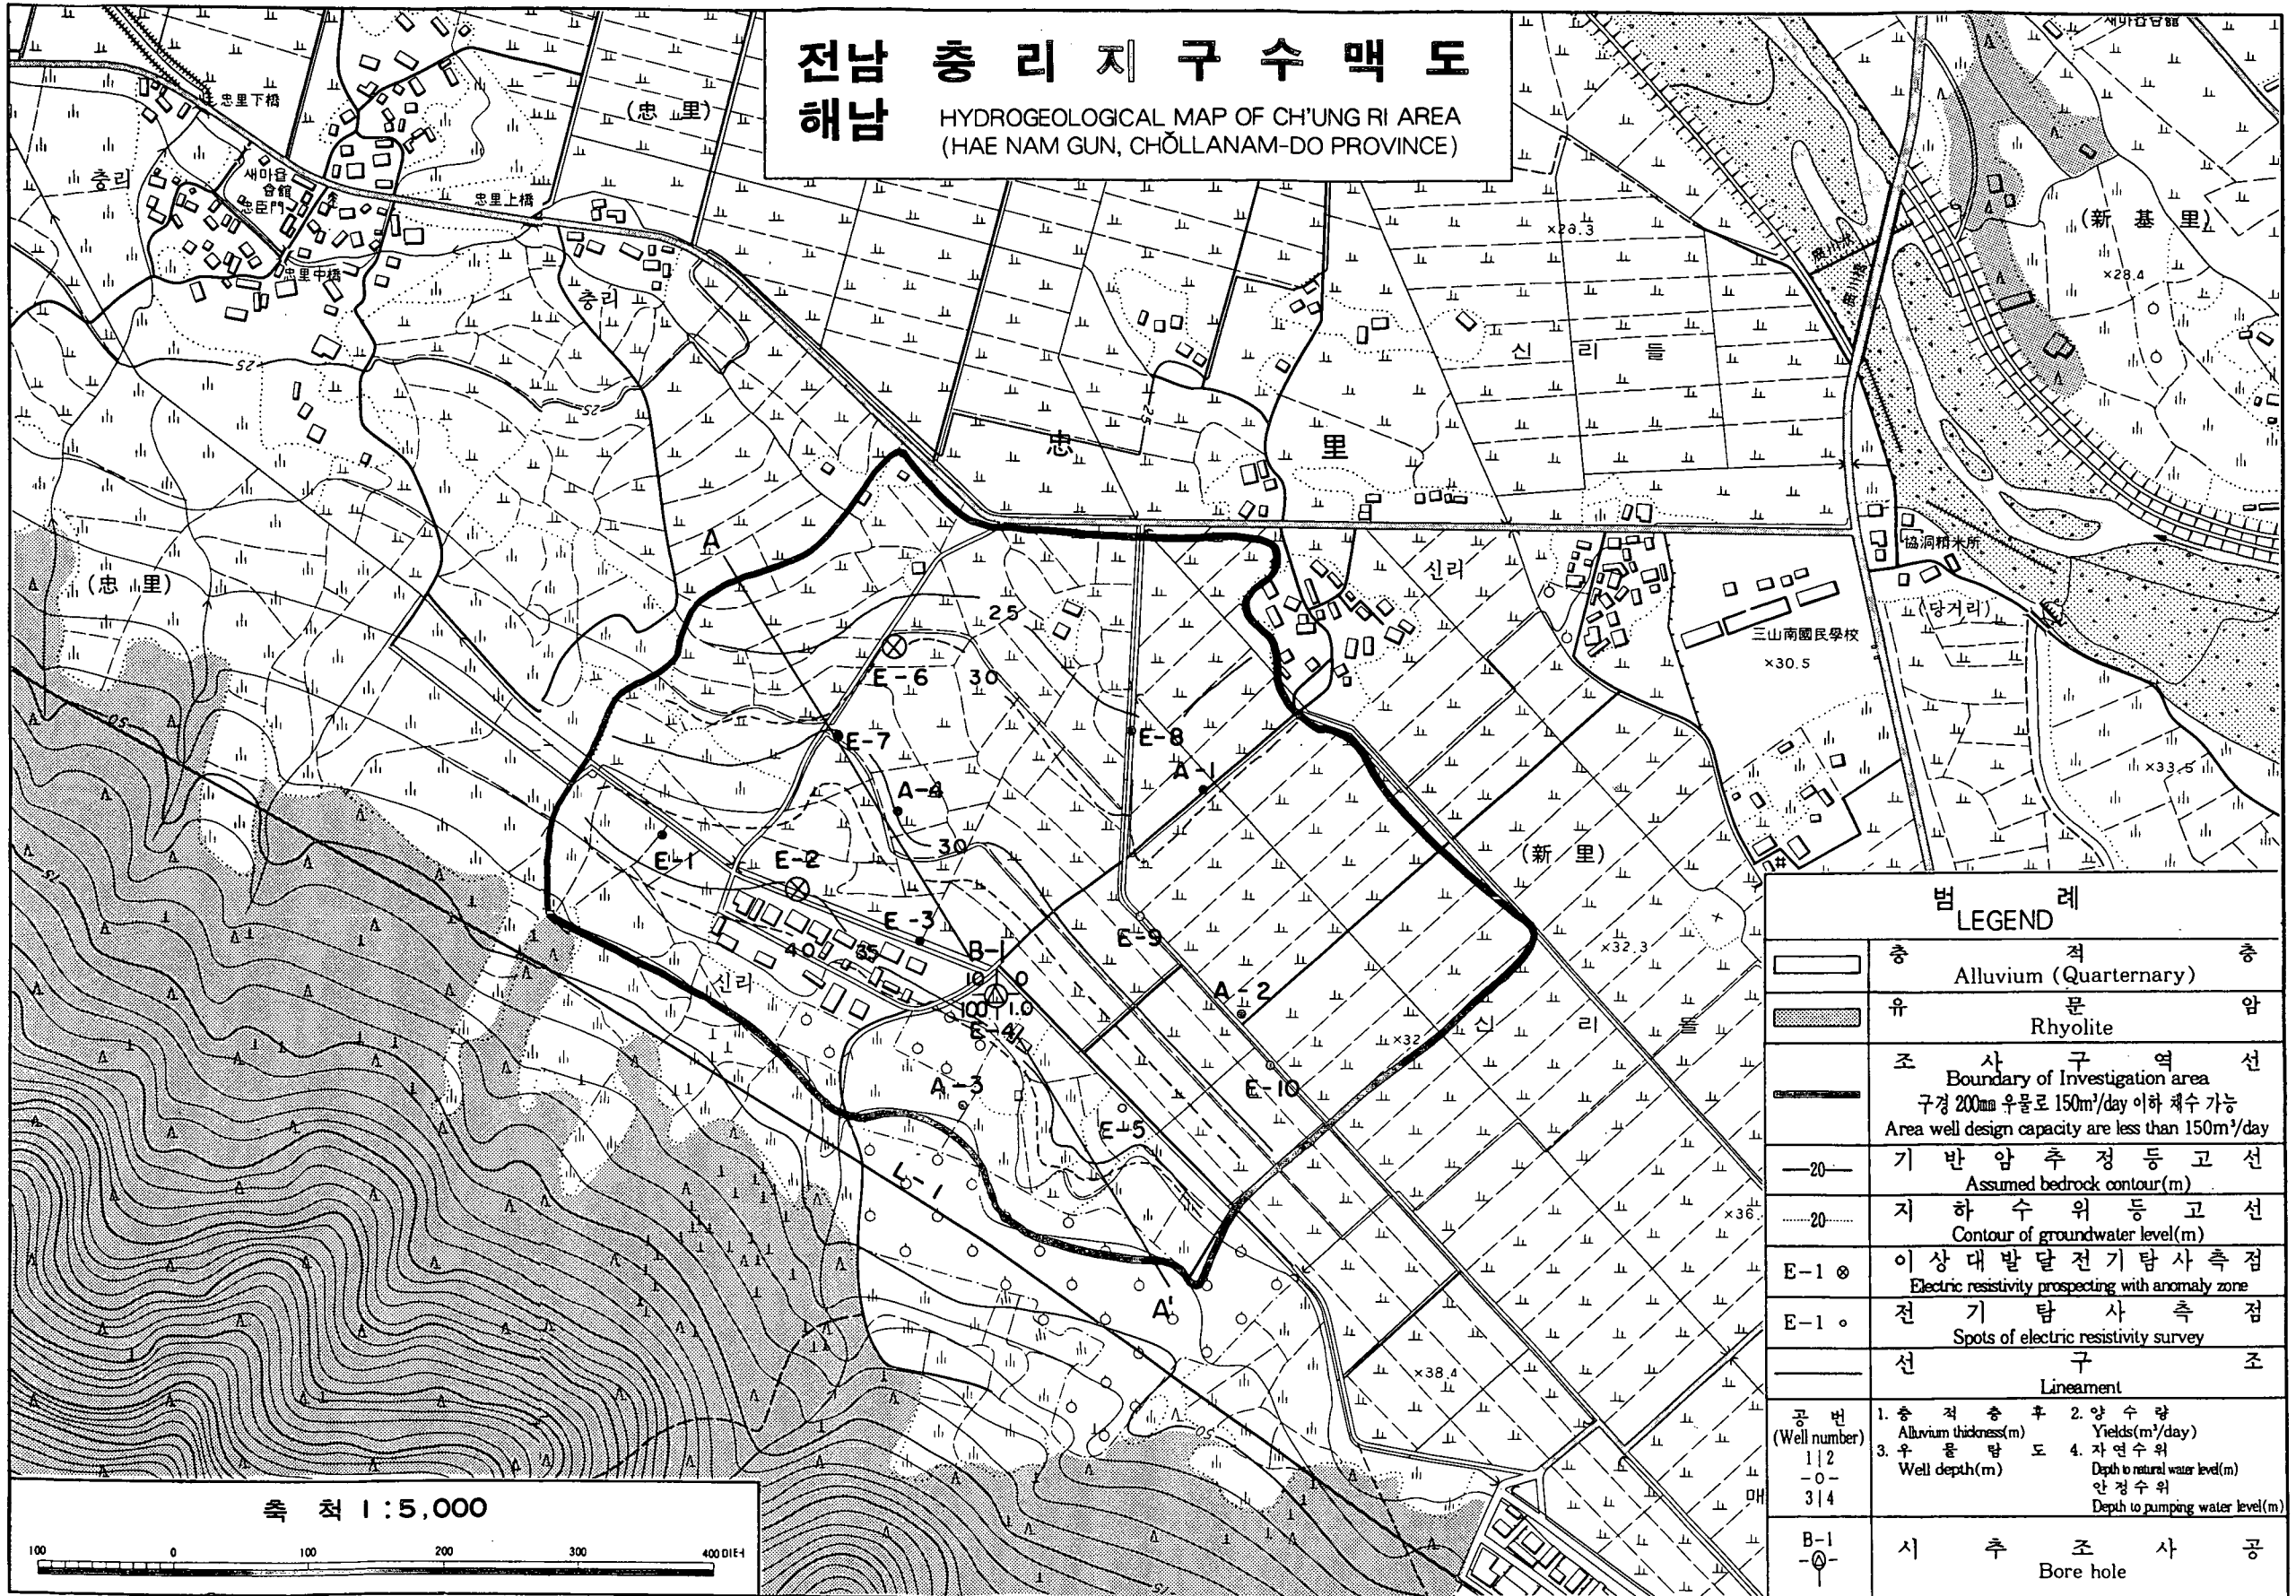 전남 충리지구수맥도
해남
HYDROGEOLOGICAL MAP OF CH'UNG RI AREA
(HAE NAM GUN, CHŎLLANAM-DO PROVINCE)
忠里下橋
(忠里)
충리
새마을
會館
忠臣門
忠里上橋
忠里中橋
충리
×28.4
(新基里)
신리들
25
25
25
忠里
(忠里)
A
신리
協洞精米所
(당거리)
三山南國民學校
×30.5
25
E-6
30
E-7
E-8
A-1
A-4
×33.5
30
E-1
E-2
(新里)
E-3
40
35
B-1
E-9
×32.3
신리
10 0
100 1.0
E-4
A-2
신리들
×32
A-3
E-10
E-5
L-1
A'
×36
×38.4
50
50
75
매
축척 1:5,000
100 0 100 200 300 400미터
범례
LEGEND
충적층
Alluvium (Quarternary)
유문암
Rhyolite
조사구역선
Boundary of Investigation area
구경 200㎜ 우물로 150m³/day 이하 채수 가능
Area well design capacity are less than 150m³/day
20
기반암추정등고선
Assumed bedrock contour(m)
20
지하수위등고선
Contour of groundwater level(m)
E-1
이상대발달전기탐사측점
Electric resistivity prospecting with anomaly zone
E-1
전기탐사측점
Spots of electric resistivity survey
선구조
Lineament
공번
(Well number)
1|2
-o-
3|4
1. 충적층후 2. 양수량
Alluvium thickness(m) Yields(m³/day)
3. 우물탐도 4. 자연수위
Well depth(m) Depth to natural water level(m)
안정수위
Depth to pumping water level(m)
B-1
시추조사공
Bore hole